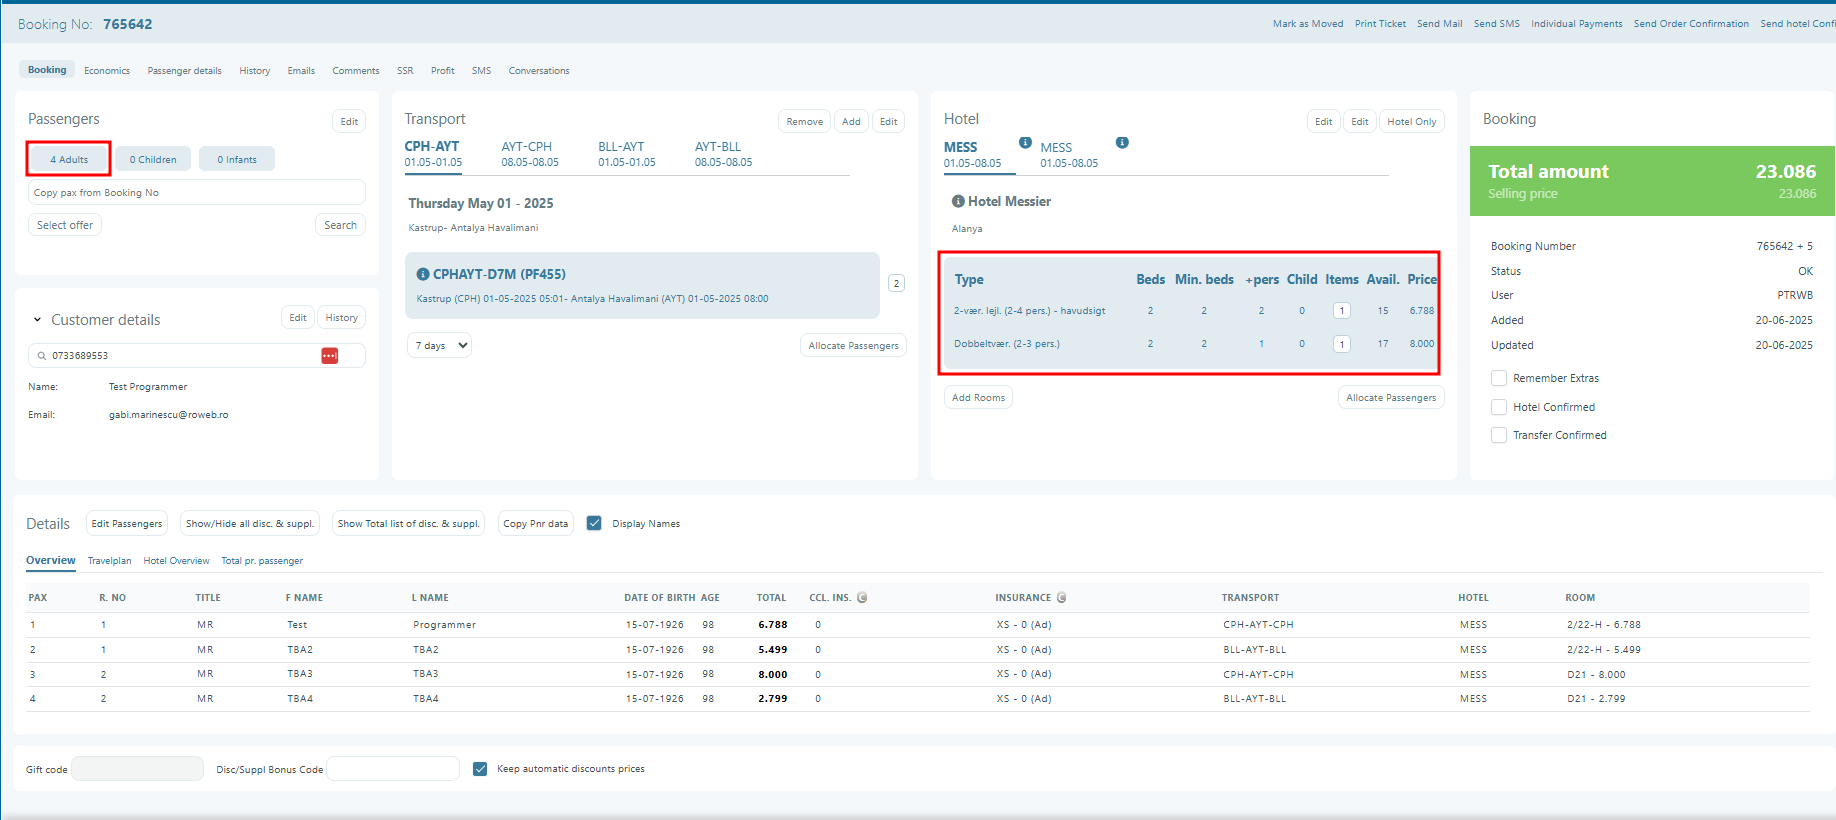 Booking No: 765642
Mark as Moved Print Ticket Send Mail Send SMS Individual Payments Send Order Confirmation Send hotel Confi
Booking Economics Passenger details History Emails Comments SSR Profit SMS Conversations
Passengers
Edit
4 Adults 0 Children 0 Infants
Copy pax from Booking No
Select offer Search
Customer details
Edit History
0733689553
Name: Test Programmer
Email: gabi.marinescu@roweb.ro
Transport
Remove Add Edit
CPH-AYT AYT-CPH BLL-AYT AYT-BLL
01.05-01.05 08.05-08.05 01.01-01.05 08.05-08.05
Thursday May 01 - 2025
Kastrup- Antalya Havalimani
CPHAYT-D7M (PF455)
Kastrup (CPH) 01-05-2025 05:01- Antalya Havalimani (AYT) 01-05-2025 08:00
2
7 days Allocate Passengers
Hotel
Edit Edit Hotel Only
MESS MESS
01.05-08.05 01.05-08.05
Hotel Messier
Alanya
Type Beds Min. beds +pers Child Items Avail. Price
2-vær. lejl. (2-4 pers.) - havudsigt 2 2 2 0 1 15 6.788
Dobbeltvær. (2-3 pers.) 2 2 1 0 1 17 8.000
Add Rooms Allocate Passengers
Booking
Total amount 23.086
Selling price 23.086
Booking Number 765642 + 5
Status OK
User PTRWB
Added 20-06-2025
Updated 20-06-2025
Remember Extras
Hotel Confirmed
Transfer Confirmed
Details Edit Passengers Show/Hide all disc. & suppl. Show Total list of disc. & suppl. Copy Pnr data Display Names
Overview Travelplan Hotel Overview Total pr. passenger
PAX R. NO TITLE F NAME L NAME DATE OF BIRTH AGE TOTAL CCL. INS. C INSURANCE C TRANSPORT HOTEL ROOM
1 1 MR Test Programmer 15-07-1926 98 6.788 0 XS - 0 (Ad) CPH-AYT-CPH MESS 2/22-H - 6.788
2 1 MR TBA2 TBA2 15-07-1926 98 5.499 0 XS - 0 (Ad) BLL-AYT-BLL MESS 2/22-H - 5.499
3 2 MR TBA3 TBA3 15-07-1926 98 8.000 0 XS - 0 (Ad) CPH-AYT-CPH MESS D21 - 8.000
4 2 MR TBA4 TBA4 15-07-1926 98 2.799 0 XS - 0 (Ad) BLL-AYT-BLL MESS D21 - 2.799
Gift code Disc/Suppl Bonus Code Keep automatic discounts prices